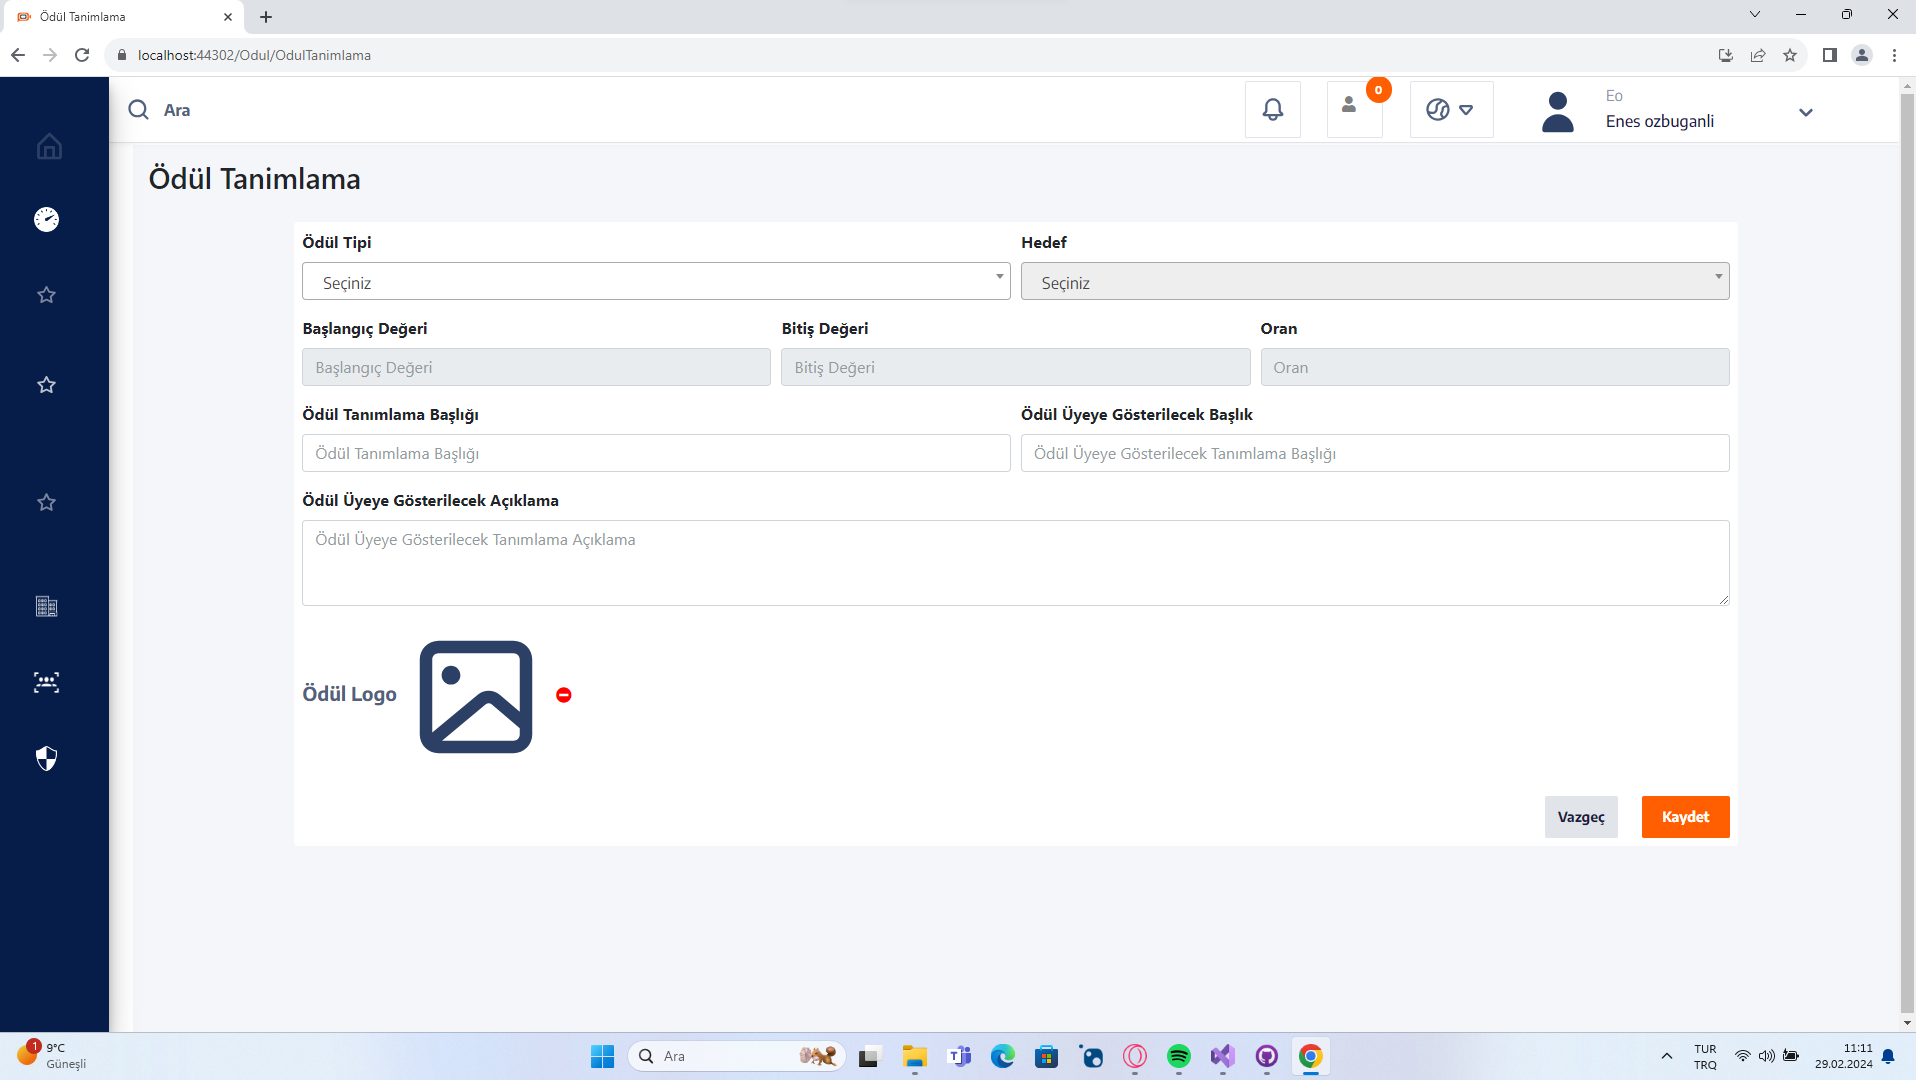 Ödül Tanimlama
localhost:44302/Odul/OdulTanimlama
Ara
0
Eo
Enes ozbuganli
Ödül Tanimlama
Ödül Tipi
Hedef
Seçiniz
Seçiniz
Başlangıç Değeri
Bitiş Değeri
Oran
Başlangıç Değeri
Bitiş Değeri
Oran
Ödül Tanımlama Başlığı
Ödül Üyeye Gösterilecek Başlık
Ödül Tanımlama Başlığı
Ödül Üyeye Gösterilecek Tanımlama Başlığı
Ödül Üyeye Gösterilecek Açıklama
Ödül Üyeye Gösterilecek Tanımlama Açıklama
Ödül Logo
Vazgeç
Kaydet
1
9°C
Güneşli
Ara
TUR
TRQ
11:11
29.02.2024